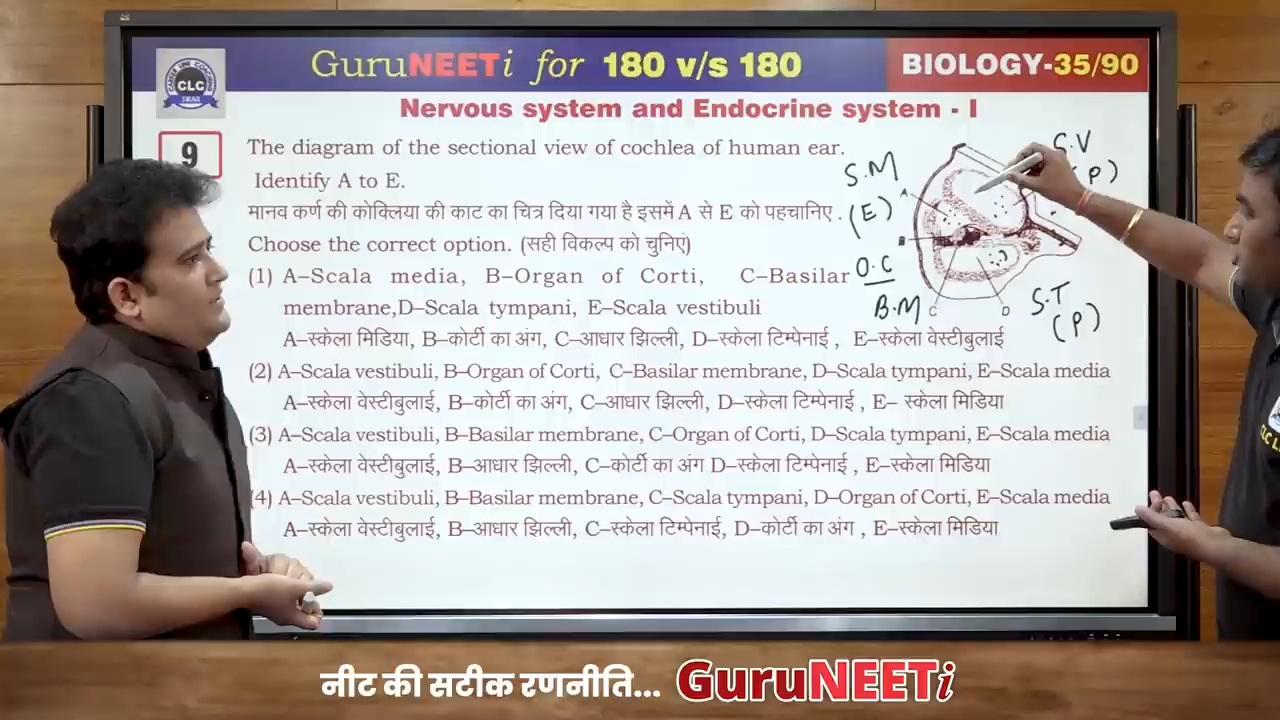 GuruNEETi for 180 v/s 180
BIOLOGY-35/90
CLC
Nervous system and Endocrine system - I
9
The diagram of the sectional view of cochlea of human ear.
Identify A to E.
मानव कर्ण की कोक्लिया की काट का चित्र दिया गया है इसमें A से E को पहचानिए .
Choose the correct option. (सही विकल्प को चुनिएं)
(1) A–Scala media, B–Organ of Corti, C–Basilar
membrane,D–Scala tympani, E–Scala vestibuli
A–स्केला मिडिया, B–कोर्टी का अंग, C–आधार झिल्ली, D–स्केला टिम्पेनाई , E–स्केला वेस्टीबुलाई
(2) A–Scala vestibuli, B–Organ of Corti, C–Basilar membrane, D–Scala tympani, E–Scala media
A–स्केला वेस्टीबुलाई, B–कोर्टी का अंग, C–आधार झिल्ली, D–स्केला टिम्पेनाई , E– स्केला मिडिया
(3) A–Scala vestibuli, B–Basilar membrane, C–Organ of Corti, D–Scala tympani, E–Scala media
A–स्केला वेस्टीबुलाई, B–आधार झिल्ली, C–कोर्टी का अंग D–स्केला टिम्पेनाई , E–स्केला मिडिया
(4) A–Scala vestibuli, B–Basilar membrane, C–Scala tympani, D–Organ of Corti, E–Scala media
A–स्केला वेस्टीबुलाई, B–आधार झिल्ली, C–स्केला टिम्पेनाई, D–कोर्टी का अंग , E–स्केला मिडिया
S.M
(E)
A
B
O.C
B.M
C
D
S.V
P)
S.T
(P)
नीट की सटीक रणनीति... GuruNEETi